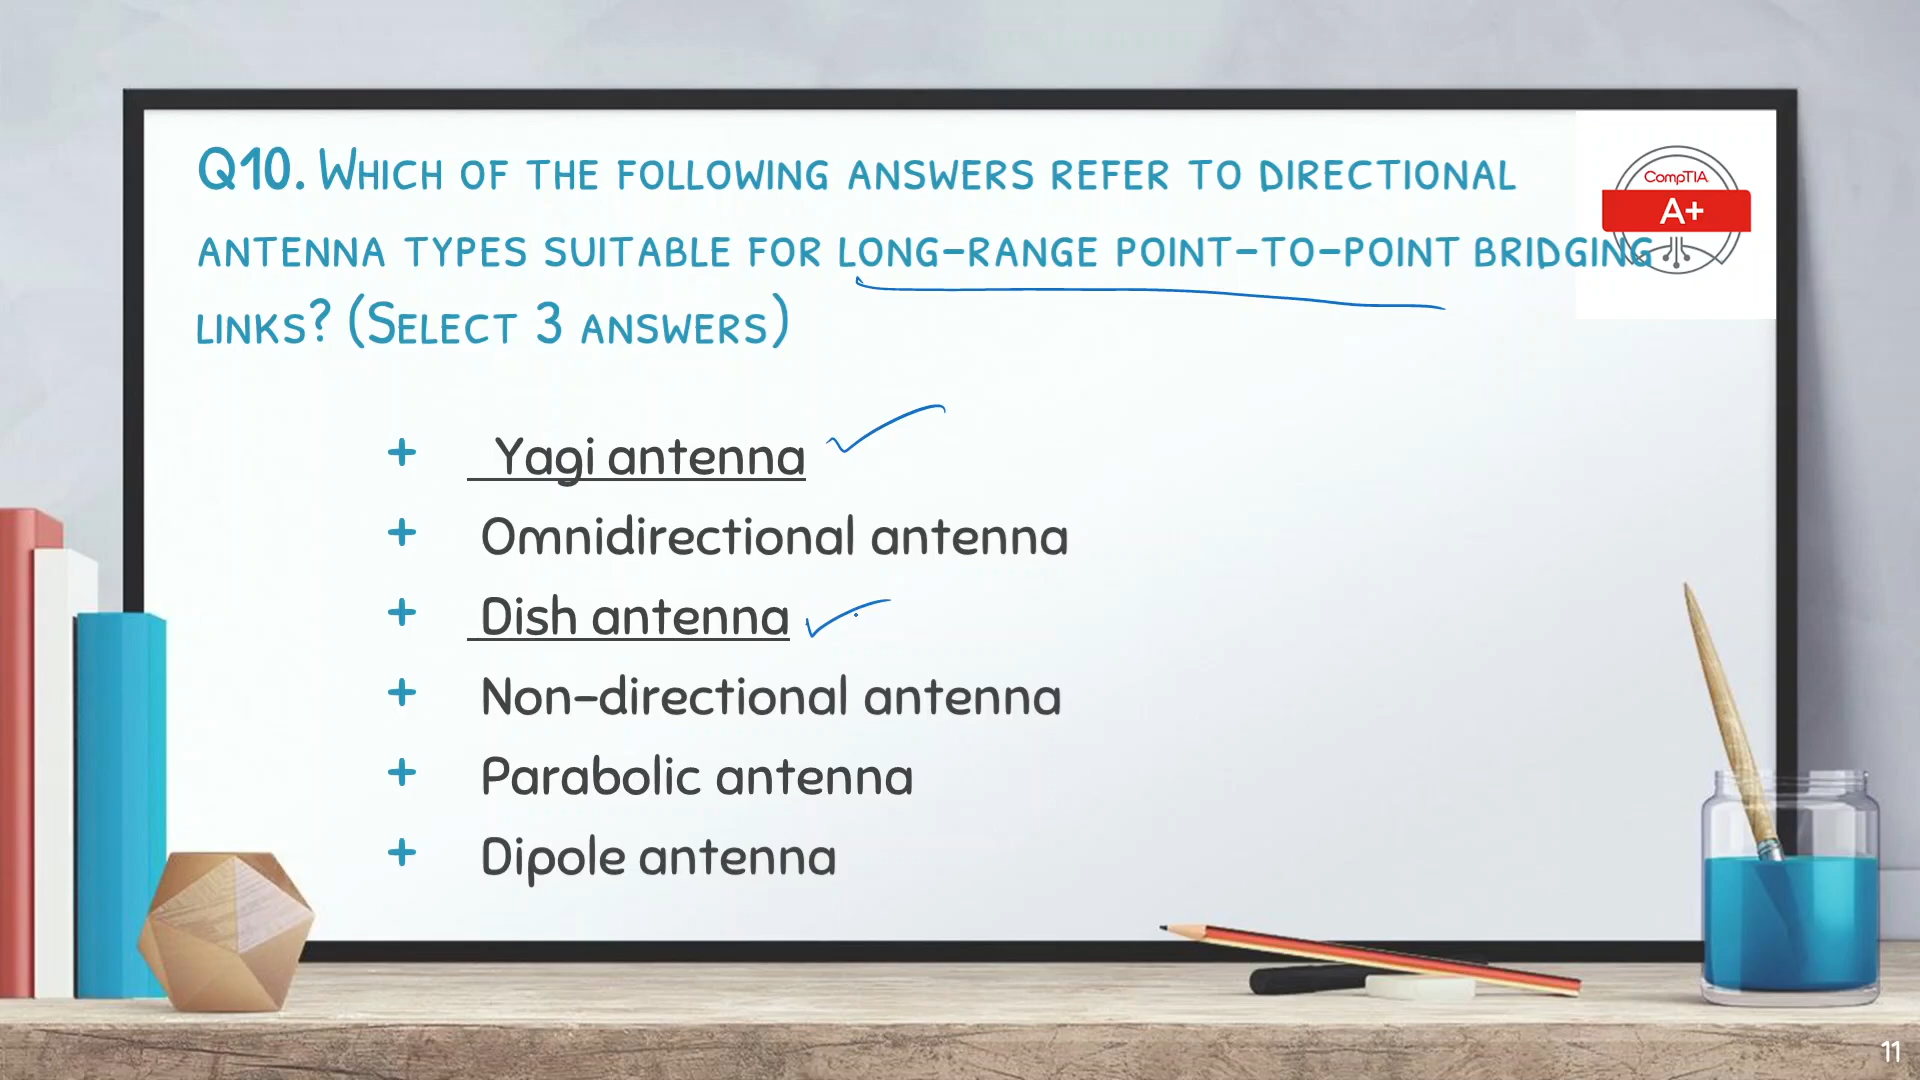 Q10. Which of the following answers refer to directional
antenna types suitable for long-range point-to-point bridging
links? (Select 3 answers)
CompTIA
A+
+ Yagi antenna
+ Omnidirectional antenna
+ Dish antenna
+ Non-directional antenna
+ Parabolic antenna
+ Dipole antenna
11